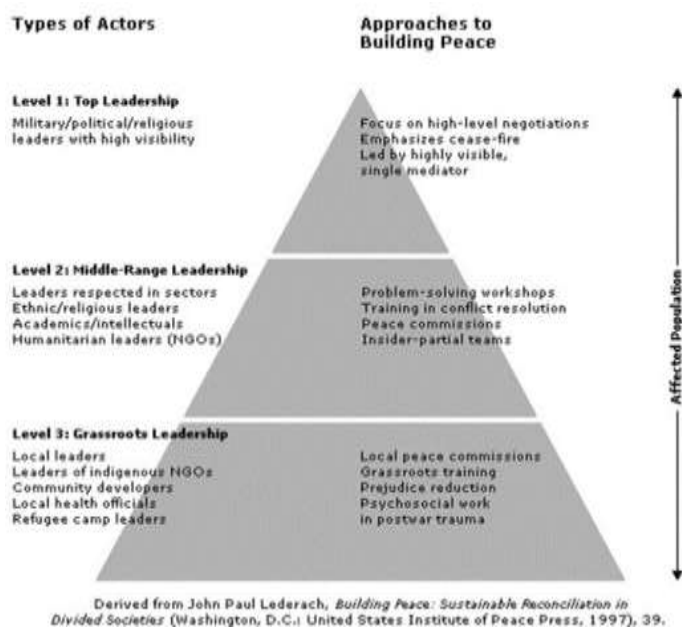 Types of Actors
Approaches to
Building Peace
Level 1: Top Leadership
Military/political/religious
leaders with high visibility
Focus on high-level negotiations
Emphasizes cease-fire
Led by highly visible,
single mediator
Level 2: Middle-Range Leadership
Leaders respected in sectors
Ethnic/religious leaders
Academics/intellectuals
Humanitarian leaders (NGOs)
Problem-solving workshops
Training in conflict resolution
Peace commissions
Insider-partial teams
Level 3: Grassroots Leadership
Local leaders
Leaders of indigenous NGOs
Community developers
Local health officials
Refugee camp leaders
Local peace commissions
Grassroots training
Prejudice reduction
Psychosocial work
in postwar trauma
Affected Population
Derived from John Paul Lederach, Building Peace: Sustainable Reconciliation in
Divided Societies (Washington, D.C.: United States Institute of Peace Press, 1997), 39.